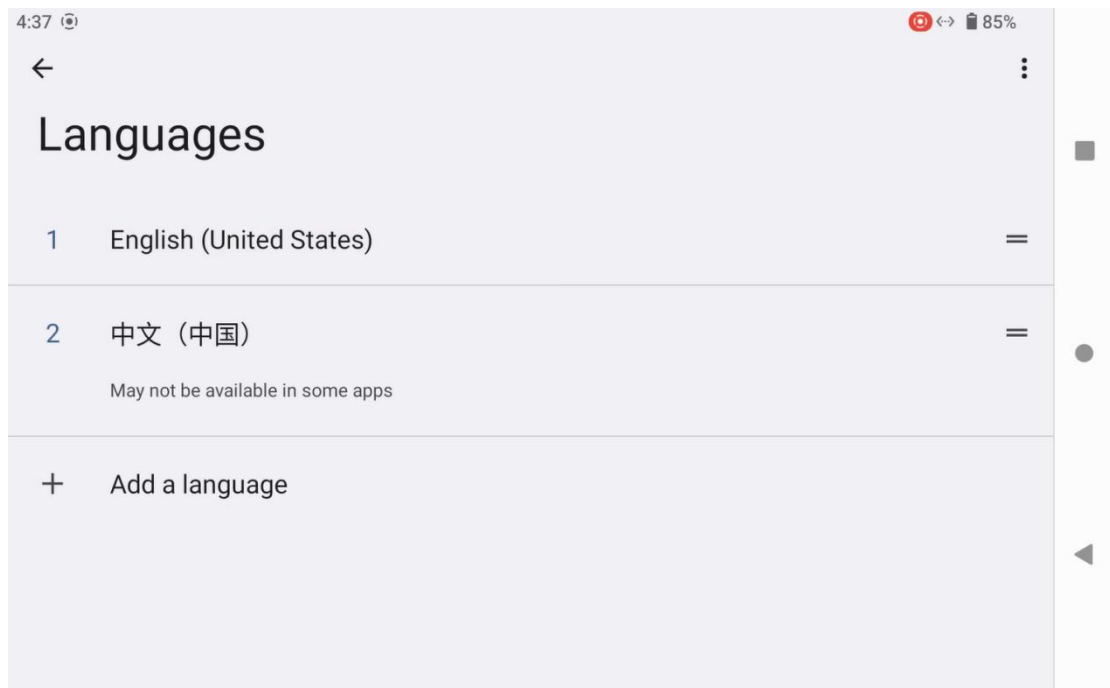 4:37
85%
Languages
1 English (United States)
2 中文（中国）
May not be available in some apps
Add a language